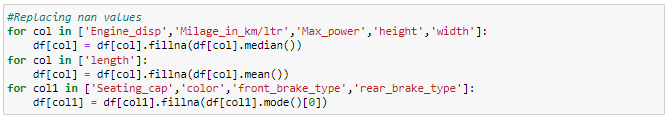 #Replacing nan values
for col in ['Engine_disp','Milage_in_km/ltr','Max_power','height','width']:
    df[col] = df[col].fillna(df[col].median())
for col in ['length']:
    df[col] = df[col].fillna(df[col].mean())
for col1 in ['Seating_cap','color','front_brake_type','rear_brake_type']:
    df[col1] = df[col1].fillna(df[col1].mode()[0])